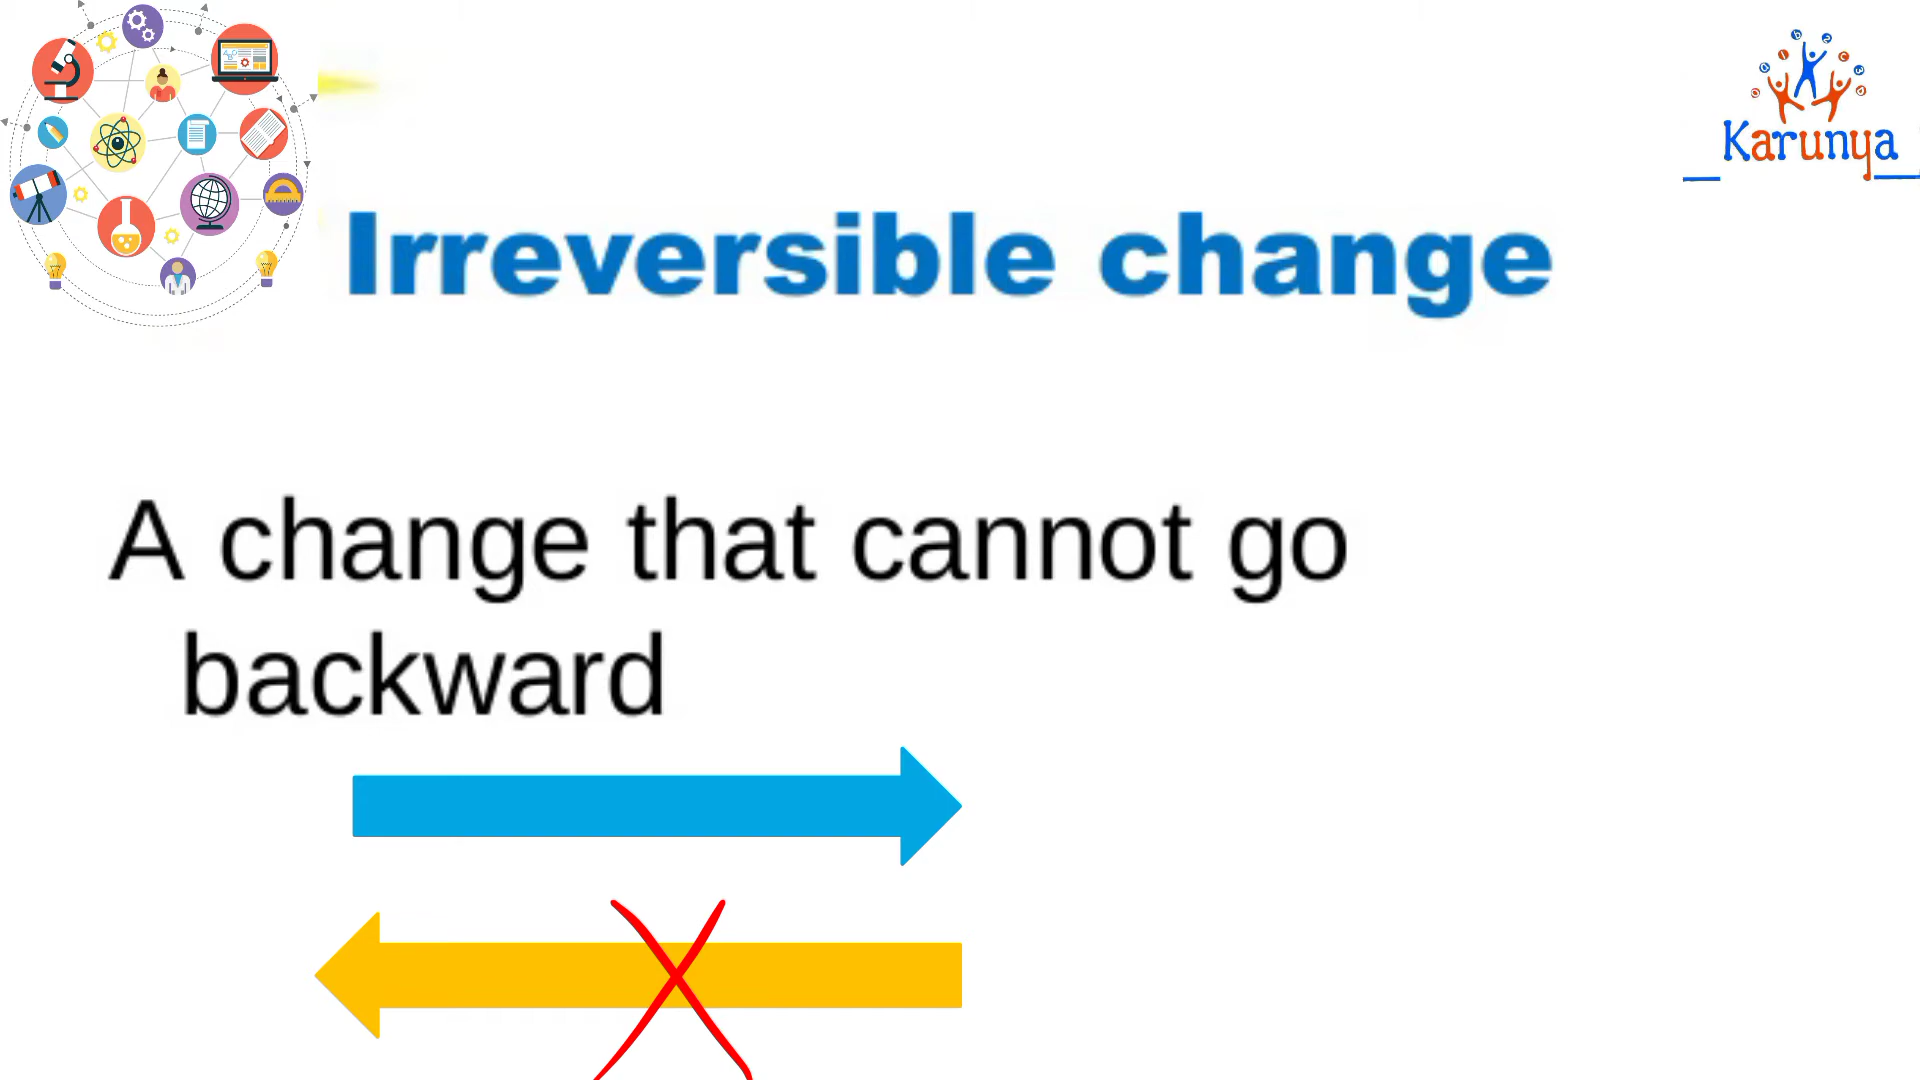 Karunya
Irreversible change
A change that cannot go
backward